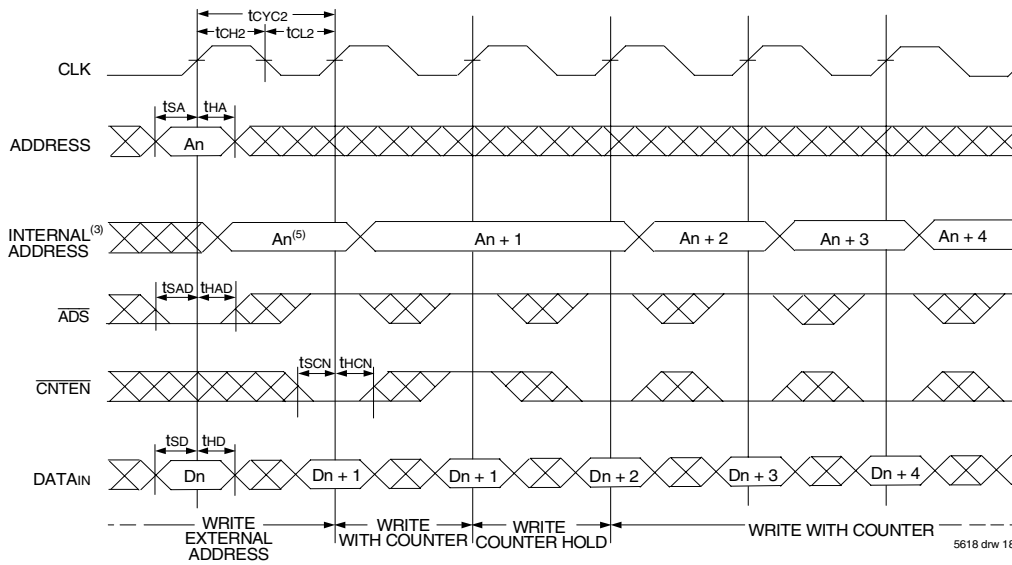 tCYC2
tCH2 tCL2
CLK
tSA tHA
ADDRESS An
INTERNAL(3)
ADDRESS An(5) An + 1 An + 2 An + 3 An + 4
tSAD tHAD
ADS
tSCN tHCN
CNTEN
tSD tHD
DATAIN Dn Dn + 1 Dn + 1 Dn + 2 Dn + 3 Dn + 4
WRITE
EXTERNAL
ADDRESS
WRITE
WITH COUNTER
WRITE
COUNTER HOLD
WRITE WITH COUNTER
5618 drw 18